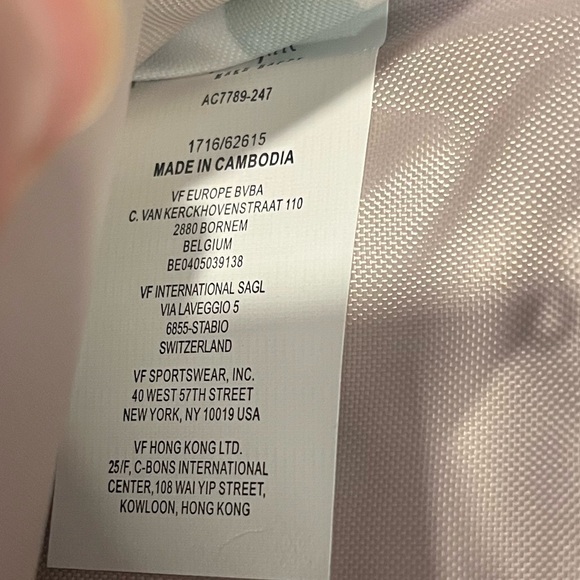 AC7789-247
1716/62615
MADE IN CAMBODIA
VF EUROPE BVBA
C. VAN KERCKHOVENSTRAAT 110
2880 BORNEM
BELGIUM
BE0405039138
VF INTERNATIONAL SAGL
VIA LAVEGGIO 5
6855-STABIO
SWITZERLAND
VF SPORTSWEAR, INC.
40 WEST 57TH STREET
NEW YORK, NY 10019 USA
VF HONG KONG LTD.
25/F, C-BONS INTERNATIONAL
CENTER,108 WAI YIP STREET,
KOWLOON, HONG KONG